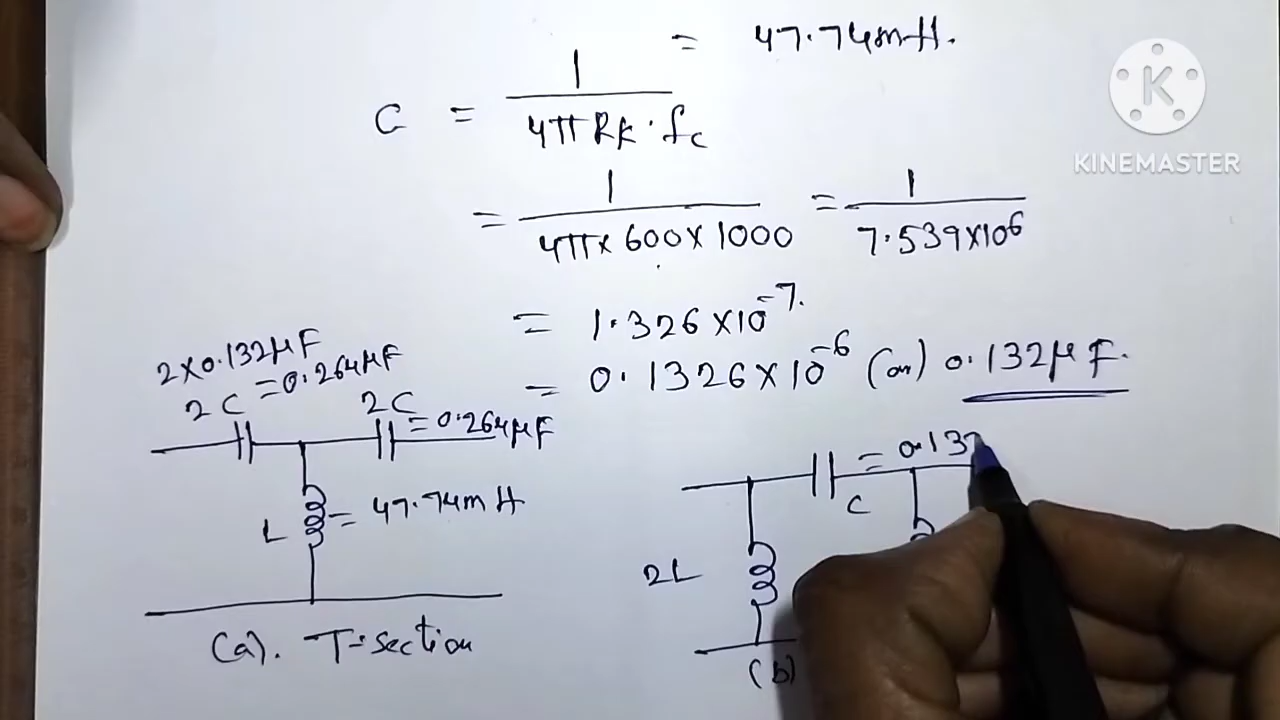 = 47.74mH.
C = 1 / 4π Rk . fc
= 1 / 4π × 600 × 1000 = 1 / 7.539×10⁶
= 1.326×10⁻⁷.
= 0.1326×10⁻⁶ (or) 0.132μF.
2×0.132μF
= 0.264μF
2C
2C
= 0.264μF
L
= 47.74mH
(a). T-section
= 0.13
C
2L
(b)
K
KINEMASTER